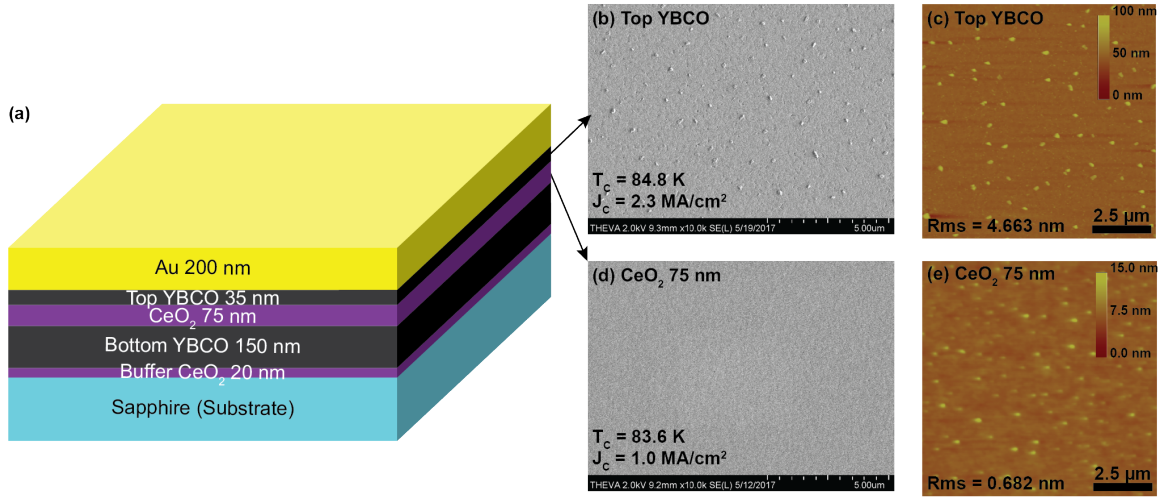 (a)
Au 200 nm
Top YBCO 35 nm
CeO₂ 75 nm
Bottom YBCO 150 nm
Buffer CeO₂ 20 nm
Sapphire (Substrate)
(b) Top YBCO
T_C = 84.8 K
J_C = 2.3 MA/cm²
THEVA 2.0kV 9.3mm x10.0k SE(L) 5/19/2017
5.00um
(c) Top YBCO
100 nm
50 nm
0 nm
2.5 µm
Rms = 4.663 nm
(d) CeO₂ 75 nm
T_C = 83.6 K
J_C = 1.0 MA/cm²
THEVA 2.0kV 9.2mm x10.0k SE(L) 5/12/2017
5.00um
(e) CeO₂ 75 nm
15.0 nm
7.5 nm
0.0 nm
2.5 µm
Rms = 0.682 nm